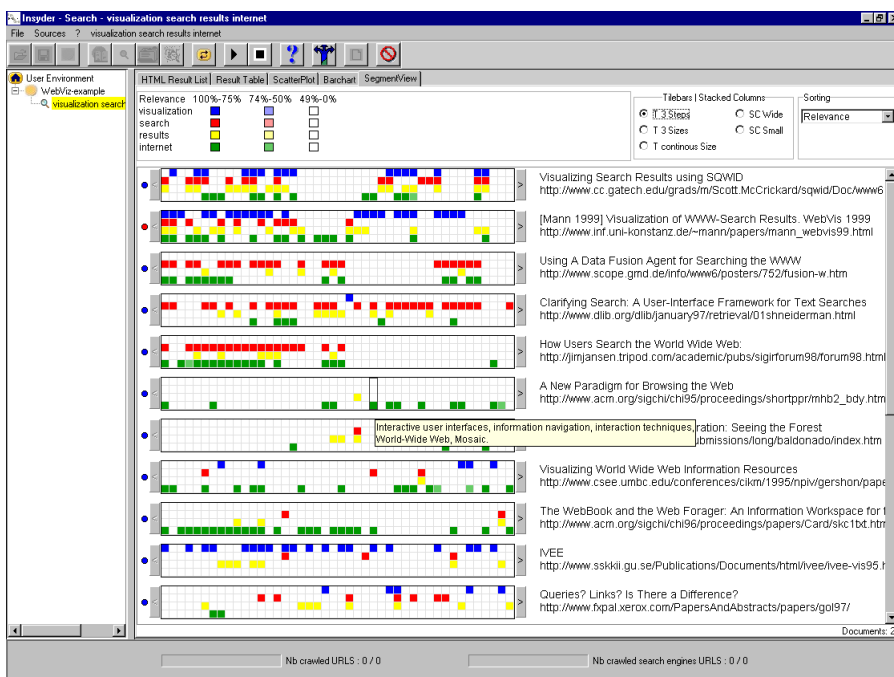 Insyder - Search - visualization search results internet
File Sources ? visualization search results internet
User Environment
WebViz-example
visualization search
HTML Result List Result Table ScatterPlot Barchart SegmentView
Relevance 100%-75% 74%-50% 49%-0%
visualization
search
results
internet
Tilebars | Stacked Columns
T 3 Steps SC Wide
T 3 Sizes SC Small
T continous Size
Sorting
Relevance
Visualizing Search Results using SQWID
http://www.cc.gatech.edu/grads/m/Scott.McCrickard/sqwid/Doc/www6
[Mann 1999] Visualization of WWW-Search Results. WebVis 1999
http://www.inf.uni-konstanz.de/~mann/papers/mann_webvis99.html
Using A Data Fusion Agent for Searching the WWW
http://www.scope.gmd.de/info/www6/posters/752/fusion-w.htm
Clarifying Search: A User-Interface Framework for Text Searches
http://www.dlib.org/dlib/january97/retrieval/01shneiderman.html
How Users Search the World Wide Web:
http://jimjansen.tripod.com/academic/pubs/sigirforum98/forum98.html
A New Paradigm for Browsing the Web
http://www.acm.org/sigchi/chi95/proceedings/shortppr/mhb2_bdy.htm
Interactive user interfaces, information navigation, interaction techniques,
World-Wide Web, Mosaic.
ration: Seeing the Forest
ubmissions/long/baldonado/index.htm
Visualizing World Wide Web Information Resources
http://www.csee.umbc.edu/conferences/cikm/1995/npiv/gershon/pape
The WebBook and the Web Forager: An Information Workspace for
http://www.acm.org/sigchi/chi96/proceedings/papers/Card/skc1txt.htm
IVEE
http://www.sskkii.gu.se/Publications/Documents/html/ivee/ivee-vis95.h
Queries? Links? Is There a Difference?
http://www.fxpal.xerox.com/PapersAndAbstracts/papers/gol97/
Documents: 2
Nb crawled URLS : 0 / 0 Nb crawled search engines URLS : 0 / 0